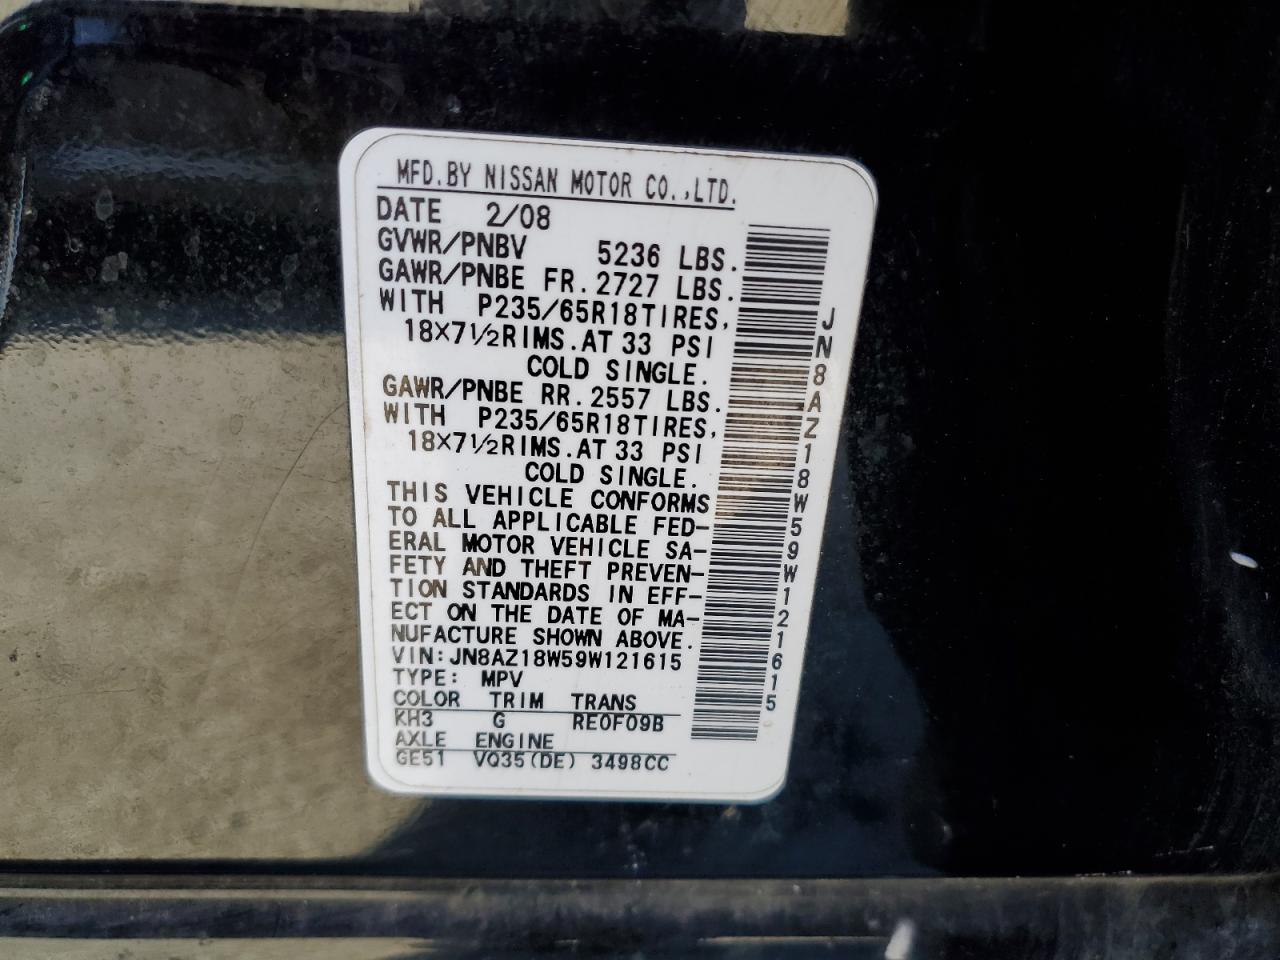 MFD.BY NISSAN MOTOR CO.,LTD.
DATE 2/08
GVWR/PNBV 5236 LBS.
GAWR/PNBE FR.2727 LBS.
WITH P235/65R18TIRES,
18X7½RIMS.AT 33 PSI
COLD SINGLE.
GAWR/PNBE RR.2557 LBS.
WITH P235/65R18TIRES,
18X7½RIMS.AT 33 PSI
COLD SINGLE.
THIS VEHICLE CONFORMS
TO ALL APPLICABLE FED-
ERAL MOTOR VEHICLE SA-
FETY AND THEFT PREVEN-
TION STANDARDS IN EFF-
ECT ON THE DATE OF MA-
NUFACTURE SHOWN ABOVE.
VIN:JN8AZ18W59W121615
TYPE: MPV
COLOR TRIM TRANS
KH3 G RE0F09B
AXLE ENGINE
GE51 VQ35(DE) 3498CC
JN8AZ18W59W121615